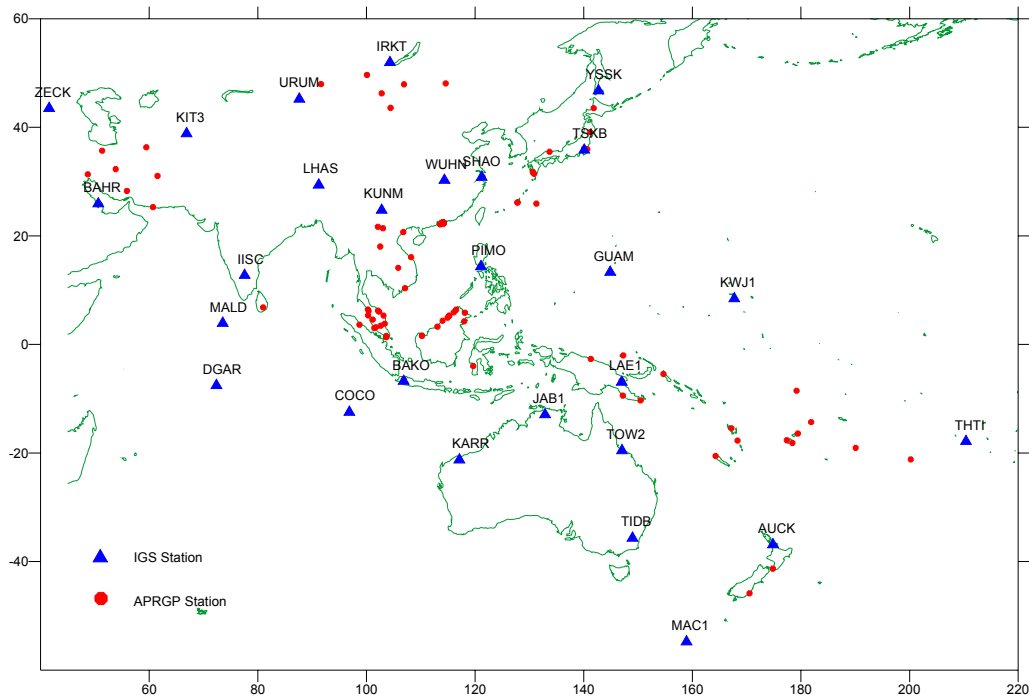 60
IRKT
URUM
YSSK
ZECK
40
KIT3
TSKB
LHAS
WUHN
SHAO
BAHR
KUNM
20
PIMO
IISC
GUAM
KWJ1
MALD
0
DGAR
BAKO
LAE1
COCO
JAB1
THTI
-20
KARR
TOW2
TIDB
AUCK
-40
IGS Station
APRGP Station
MAC1
60 80 100 120 140 160 180 200 220